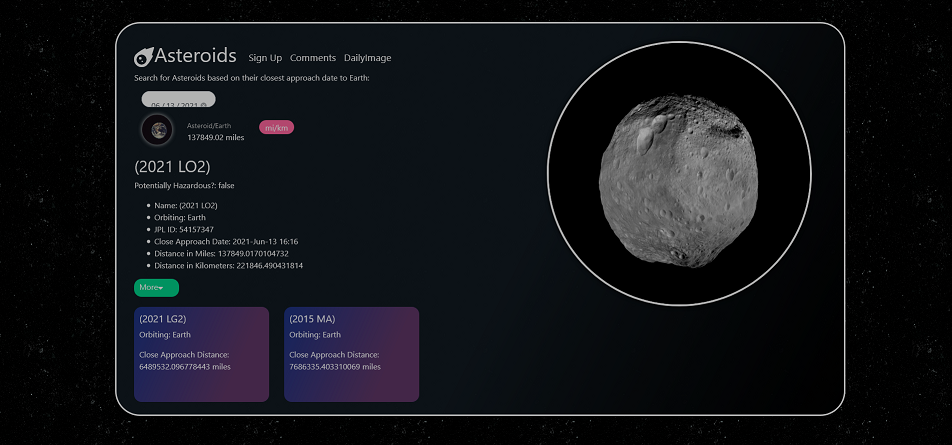 Asteroids Sign Up Comments DailyImage
Search for Asteroids based on their closest approach date to Earth:
06 / 13 / 2021
Asteroid/Earth
137849.02 miles
mi/km
(2021 LO2)
Potentially Hazardous?: false
Name: (2021 LO2)
Orbiting: Earth
JPL ID: 54157347
Close Approach Date: 2021-Jun-13 16:16
Distance in Miles: 137849.0170104732
Distance in Kilometers: 221846.490431814
More
(2021 LG2)
Orbiting: Earth
Close Approach Distance:
6489532.096778443 miles
(2015 MA)
Orbiting: Earth
Close Approach Distance:
7686335.403310069 miles